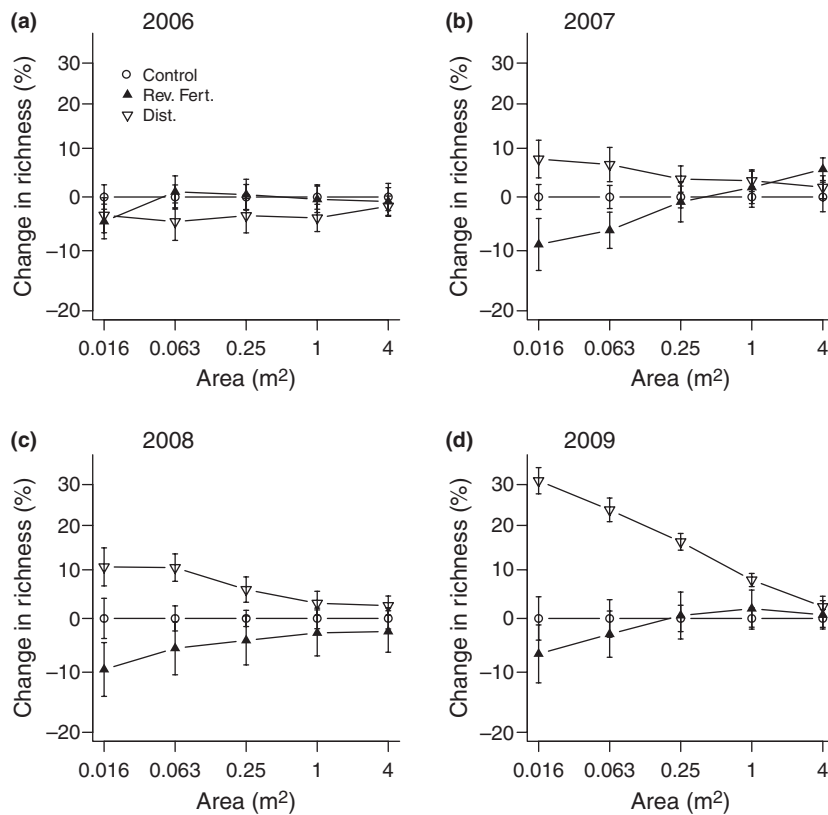 (a) 2006
Change in richness (%)
30
20
10
0
−10
−20
Control
Rev. Fert.
Dist.
0.016 0.063 0.25 1 4
Area (m²)
(b) 2007
Change in richness (%)
30
20
10
0
−10
−20
0.016 0.063 0.25 1 4
Area (m²)
(c) 2008
Change in richness (%)
30
20
10
0
−10
−20
0.016 0.063 0.25 1 4
Area (m²)
(d) 2009
Change in richness (%)
30
20
10
0
−10
−20
0.016 0.063 0.25 1 4
Area (m²)